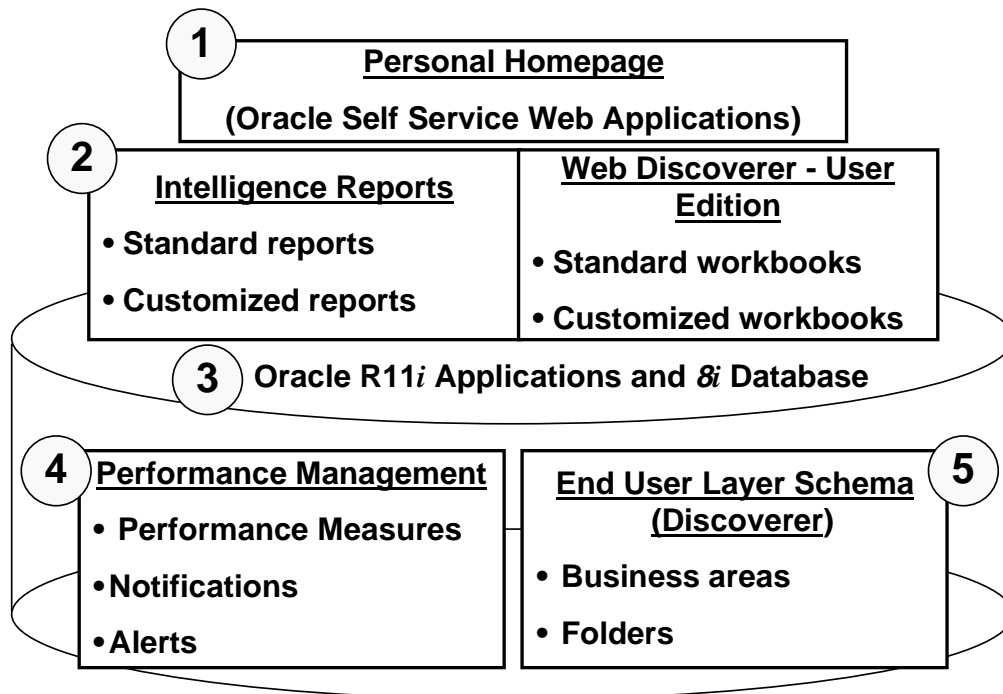 1
Personal Homepage
(Oracle Self Service Web Applications)
2
Intelligence Reports
• Standard reports
• Customized reports
Web Discoverer - User
Edition
• Standard workbooks
• Customized workbooks
3
Oracle R11i Applications and 8i Database
4
Performance Management
• Performance Measures
•Notifications
•Alerts
5
End User Layer Schema
(Discoverer)
• Business areas
• Folders